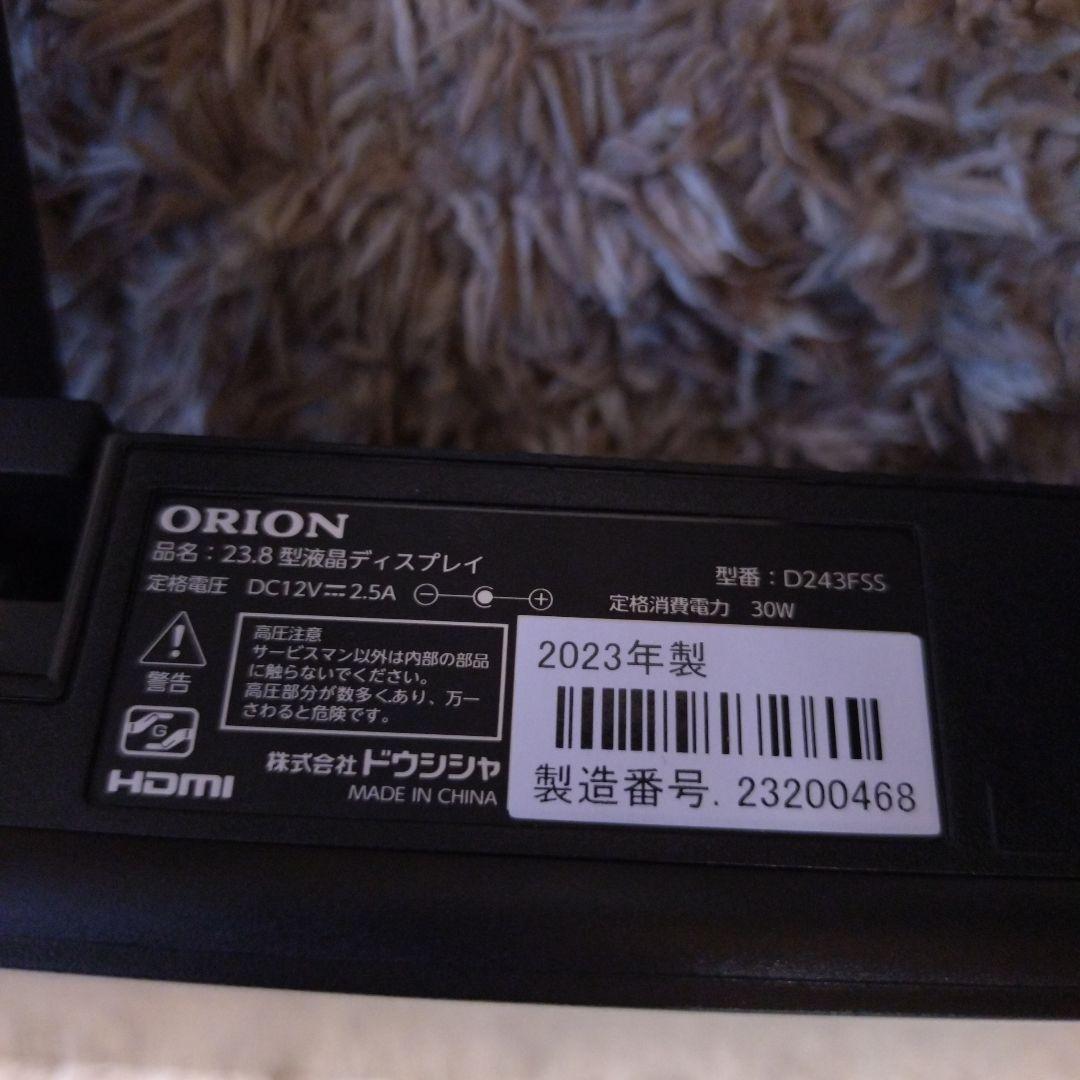 ORION
品名：23.8 型液晶ディスプレイ
型番：D243FSS
定格電圧 DC12V⎓2.5A
定格消費電力 30W
警告
高圧注意
サービスマン以外は内部の部品
に触らないでください。
高圧部分が数多くあり、万一
さわると危険です。
G
HDMI
株式会社ドウシシャ
MADE IN CHINA
2023年製
製造番号. 23200468